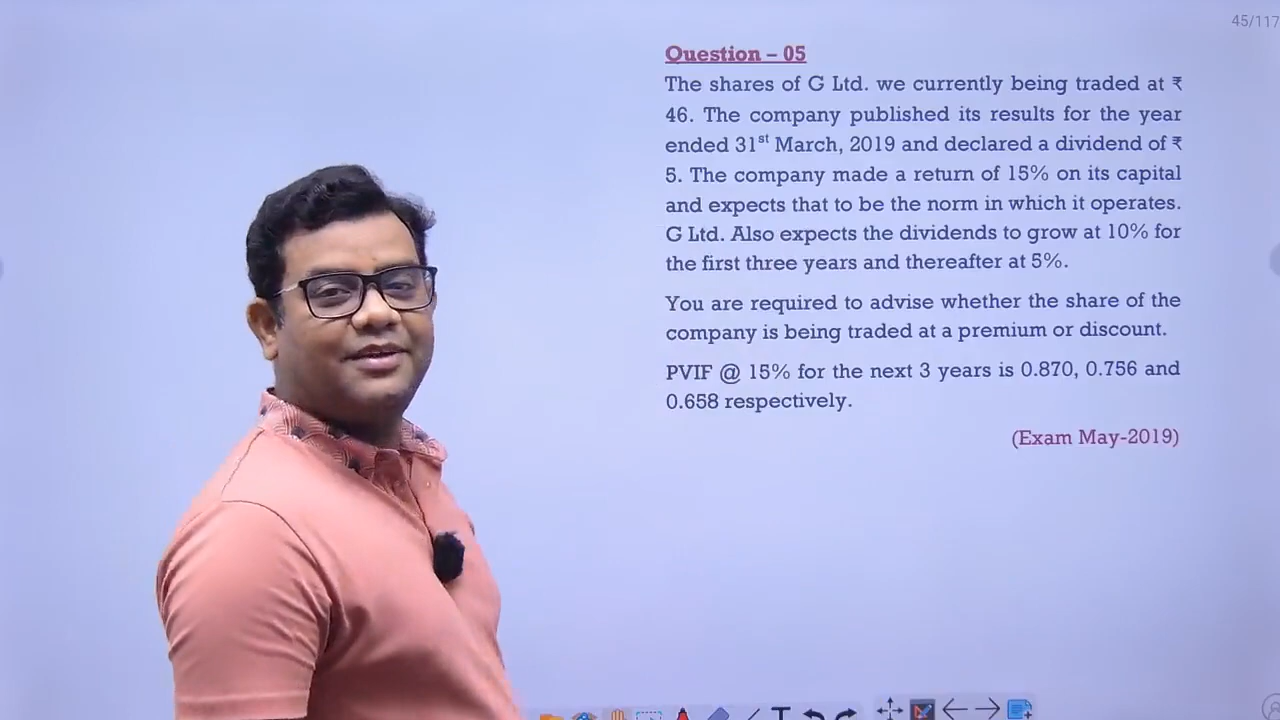 45/117
Question – 05
The shares of G Ltd. we currently being traded at ₹
46. The company published its results for the year
ended 31st March, 2019 and declared a dividend of ₹
5. The company made a return of 15% on its capital
and expects that to be the norm in which it operates.
G Ltd. Also expects the dividends to grow at 10% for
the first three years and thereafter at 5%.
You are required to advise whether the share of the
company is being traded at a premium or discount.
PVIF @ 15% for the next 3 years is 0.870, 0.756 and
0.658 respectively.
(Exam May-2019)
T